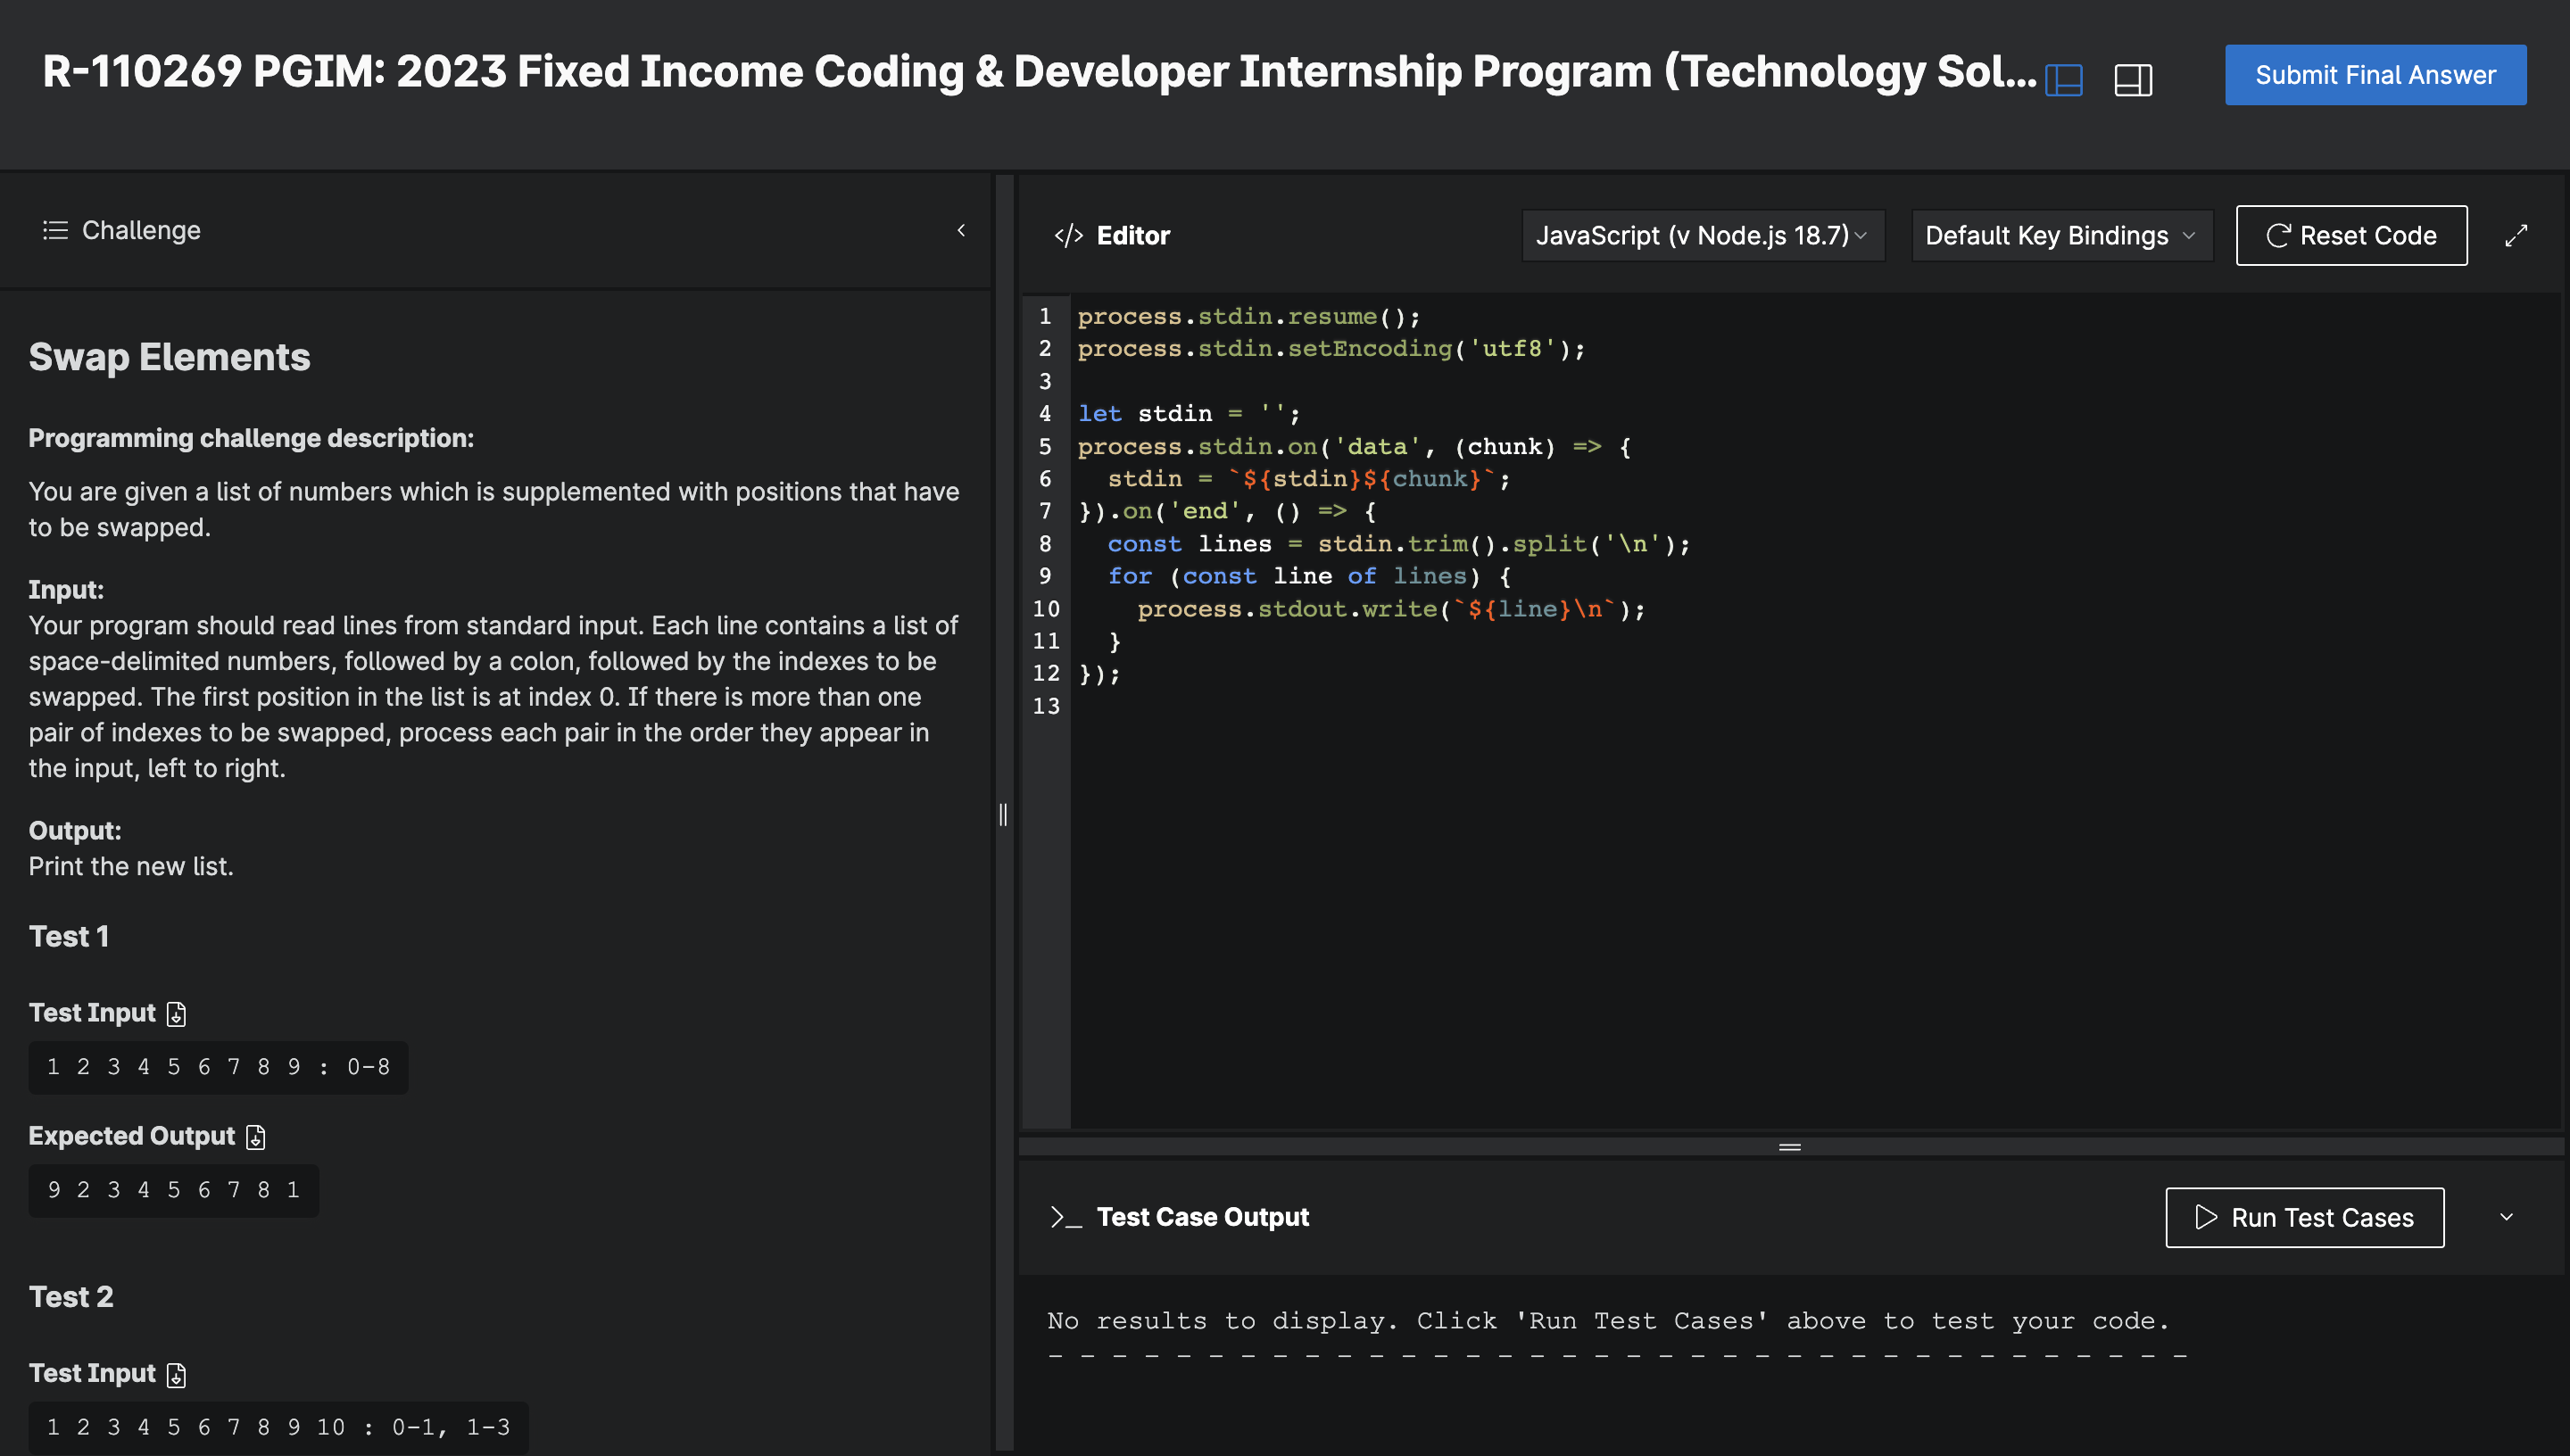 R-110269 PGIM: 2023 Fixed Income Coding & Developer Internship Program (Technology Sol...
Submit Final Answer
Challenge
Swap Elements
Programming challenge description:
You are given a list of numbers which is supplemented with positions that have
to be swapped.
Input:
Your program should read lines from standard input. Each line contains a list of
space-delimited numbers, followed by a colon, followed by the indexes to be
swapped. The first position in the list is at index 0. If there is more than one
pair of indexes to be swapped, process each pair in the order they appear in
the input, left to right.
Output:
Print the new list.
Test 1
Test Input
1 2 3 4 5 6 7 8 9 : 0-8
Expected Output
9 2 3 4 5 6 7 8 1
Test 2
Test Input
1 2 3 4 5 6 7 8 9 10 : 0-1, 1-3
</> Editor
JavaScript (v Node.js 18.7)
Default Key Bindings
Reset Code
1 process.stdin.resume();
2 process.stdin.setEncoding('utf8');
3
4 let stdin = '';
5 process.stdin.on('data', (chunk) => {
6   stdin = `${stdin}${chunk}`;
7 }).on('end', () => {
8   const lines = stdin.trim().split('\n');
9   for (const line of lines) {
10     process.stdout.write(`${line}\n`);
11   }
12 });
13
>_ Test Case Output
Run Test Cases
No results to display. Click 'Run Test Cases' above to test your code.
- - - - - - - - - - - - - - - - - - - - - - - - - - - - - - - - - - - -